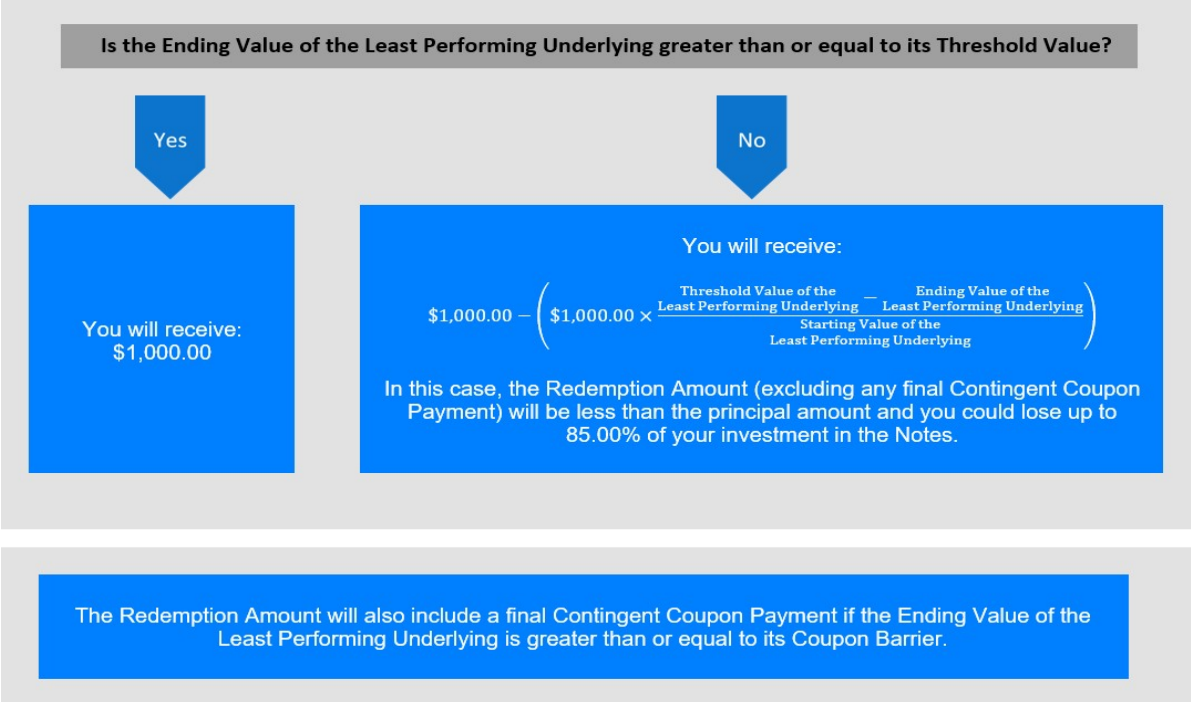 Is the Ending Value of the Least Performing Underlying greater than or equal to its Threshold Value?
Yes
No
You will receive:
$1,000.00
You will receive:
$1,000.00 − ($1,000.00 × (Threshold Value of the Least Performing Underlying − Ending Value of the Least Performing Underlying) / Starting Value of the Least Performing Underlying)
In this case, the Redemption Amount (excluding any final Contingent Coupon
Payment) will be less than the principal amount and you could lose up to
85.00% of your investment in the Notes.
The Redemption Amount will also include a final Contingent Coupon Payment if the Ending Value of the
Least Performing Underlying is greater than or equal to its Coupon Barrier.